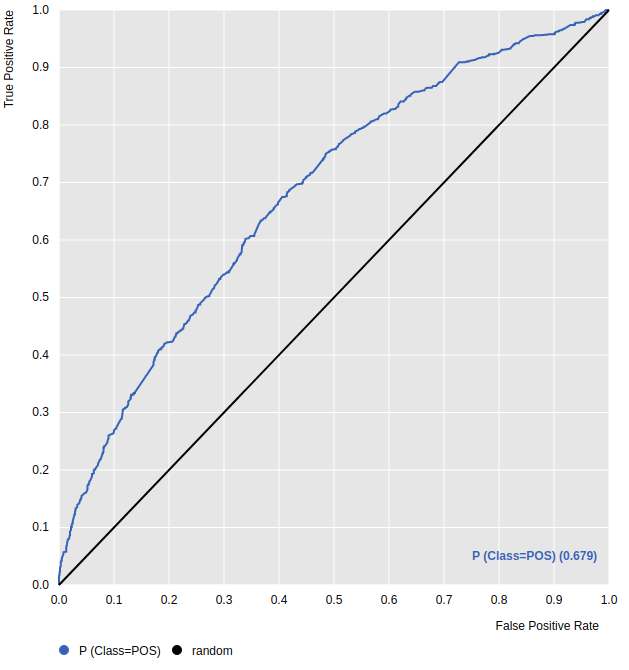 True Positive Rate
1.0
0.9
0.8
0.7
0.6
0.5
0.4
0.3
0.2
0.1
0.0
P (Class=POS) (0.679)
0.0 0.1 0.2 0.3 0.4 0.5 0.6 0.7 0.8 0.9 1.0
False Positive Rate
P (Class=POS) random